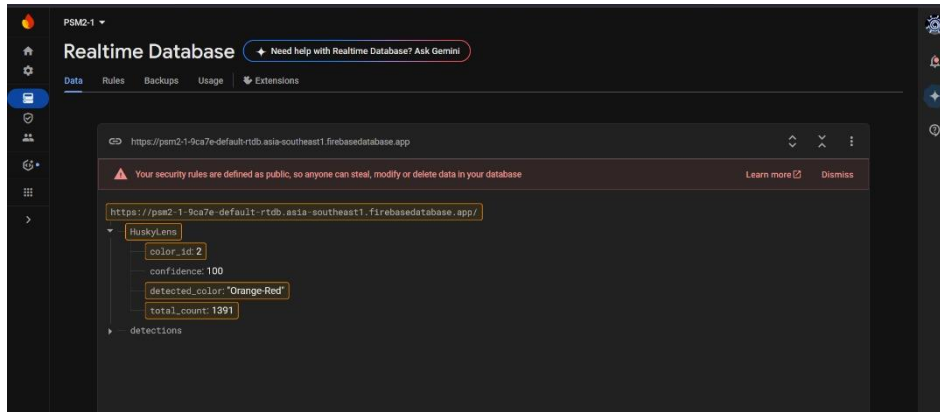 PSM2-1
Realtime Database
Need help with Realtime Database? Ask Gemini
Data Rules Backups Usage Extensions
https://psm2-1-9ca7e-default-rtdb.asia-southeast1.firebasedatabase.app
Your security rules are defined as public, so anyone can steal, modify or delete data in your database Learn more Dismiss
https://psm2-1-9ca7e-default-rtdb.asia-southeast1.firebasedatabase.app/
HuskyLens
color_id: 2
confidence: 100
detected_color: "Orange-Red"
total_count: 1391
detections